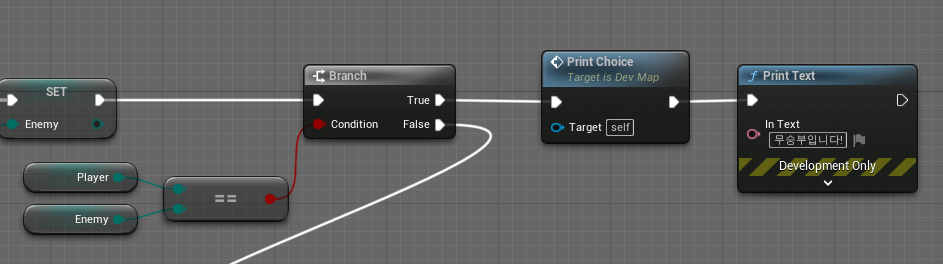 SET
Enemy
Player
Enemy
==
Branch
True
Condition
False
Print Choice
Target is Dev Map
Target self
Print Text
In Text
무승부입니다!
Development Only